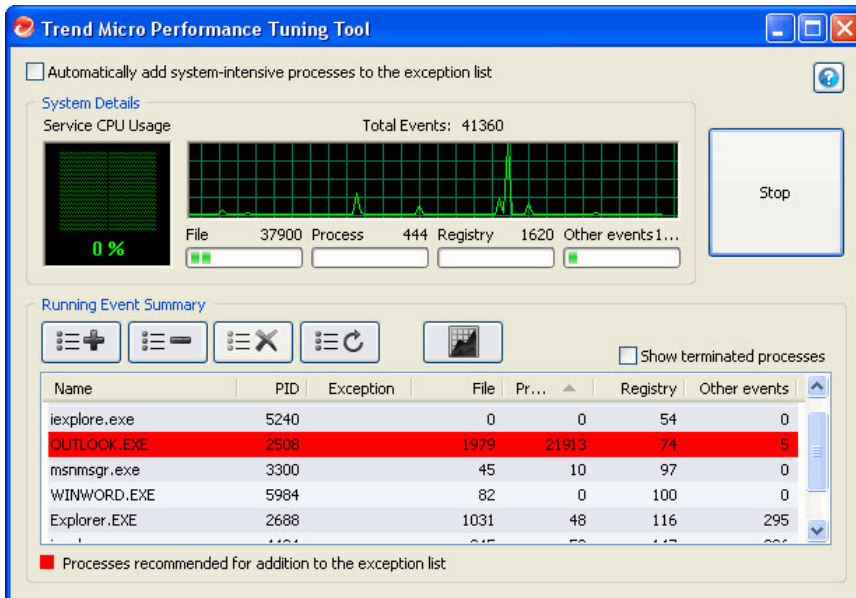 Trend Micro Performance Tuning Tool
Automatically add system-intensive processes to the exception list
System Details
Service CPU Usage
Total Events: 41360
Stop
0 %
File 37900 Process 444 Registry 1620 Other events1...
Running Event Summary
Show terminated processes
Name PID Exception File Pr... Registry Other events
iexplore.exe 5240 0 0 54 0
OUTLOOK.EXE 2508 1979 21913 74 5
msnmsgr.exe 3300 45 10 97 0
WINWORD.EXE 5984 82 0 100 0
Explorer.EXE 2688 1031 48 116 295
Processes recommended for addition to the exception list